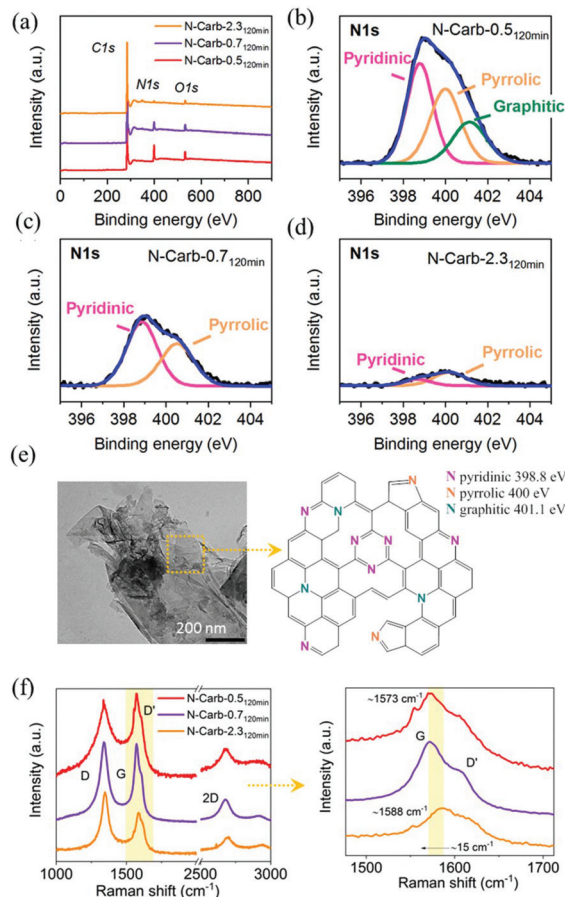 (a)
N-Carb-2.3120min
N-Carb-0.7120min
N-Carb-0.5120min
C1s
N1s
O1s
Intensity (a.u.)
0 200 400 600 800
Binding energy (eV)
(b)
N1s
N-Carb-0.5120min
Pyridinic
Pyrrolic
Graphitic
Intensity (a.u.)
396 398 400 402 404
Binding energy (eV)
(c)
N1s
N-Carb-0.7120min
Pyridinic
Pyrrolic
Intensity (a.u.)
396 398 400 402 404
Binding energy (eV)
(d)
N1s
N-Carb-2.3120min
Pyridinic
Pyrrolic
Intensity (a.u.)
396 398 400 402 404
Binding energy (eV)
(e)
200 nm
N pyridinic 398.8 eV
N pyrrolic 400 eV
N graphitic 401.1 eV
N
N
N
N
N
N
N
N
N
N
N
(f)
N-Carb-0.5120min
N-Carb-0.7120min
N-Carb-2.3120min
D
G
D'
2D
Intensity (a.u.)
1000 1500 2500 3000
Raman shift (cm-1)
~1573 cm-1
G
D'
~1588 cm-1
~15 cm-1
Intensity (a.u.)
1500 1600 1700
Raman shift (cm-1)